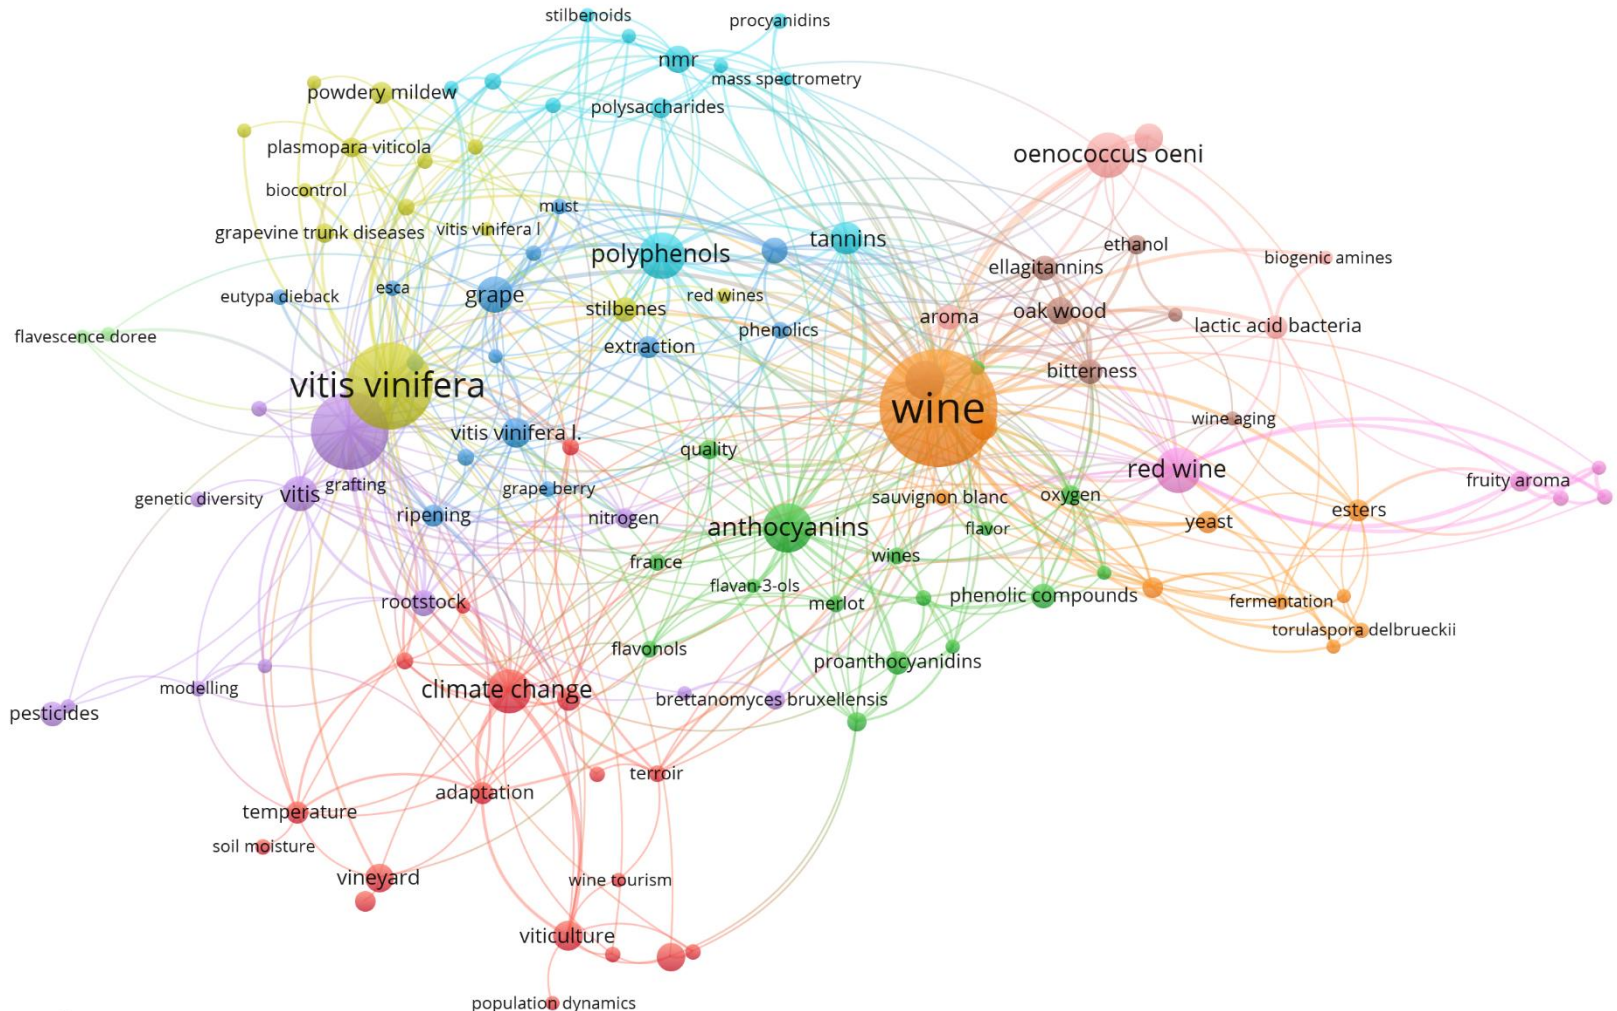 stilbenoids
procyanidins
nmr
mass spectrometry
powdery mildew
polysaccharides
plasmopara viticola
oenococcus oeni
biocontrol
must
grapevine trunk diseases
vitis vinifera l
tannins
ethanol
polyphenols
biogenic amines
ellagitannins
esca
eutypa dieback
grape
red wines
stilbenes
oak wood
aroma
lactic acid bacteria
phenolics
flavescence doree
extraction
bitterness
vitis vinifera
wine
wine aging
vitis vinifera l.
quality
red wine
fruity aroma
grafting
grape berry
genetic diversity
vitis
sauvignon blanc
oxygen
esters
ripening
nitrogen
anthocyanins
flavor
yeast
wines
france
flavan-3-ols
phenolic compounds
rootstock
merlot
fermentation
torulaspora delbrueckii
flavonols
proanthocyanidins
modelling
climate change
brettanomyces bruxellensis
pesticides
terroir
adaptation
temperature
soil moisture
vineyard
wine tourism
viticulture
population dynamics